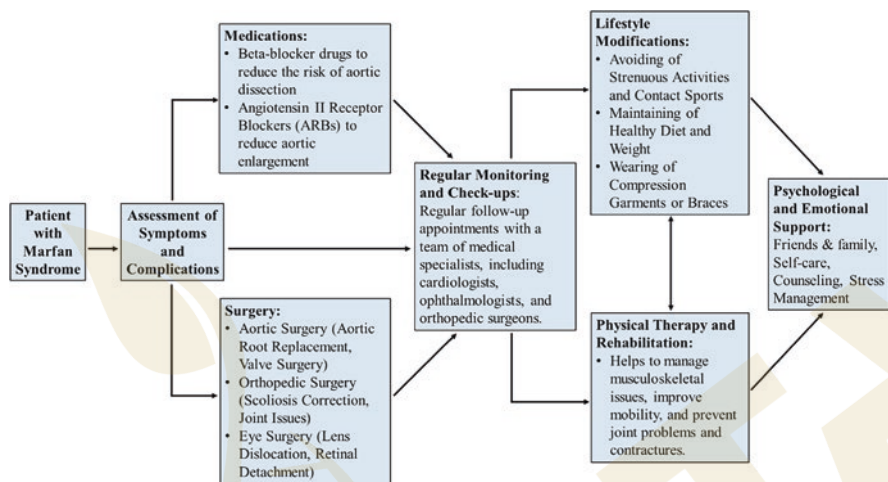 Patient
with
Marfan
Syndrome
Assessment of
Symptoms
and
Complications
Medications:
• Beta-blocker drugs to
reduce the risk of aortic
dissection
• Angiotensin II Receptor
Blockers (ARBs) to
reduce aortic
enlargement
Surgery:
• Aortic Surgery (Aortic
Root Replacement,
Valve Surgery)
• Orthopedic Surgery
(Scoliosis Correction,
Joint Issues)
• Eye Surgery (Lens
Dislocation, Retinal
Detachment)
Regular Monitoring
and Check-ups:
Regular follow-up
appointments with a
team of medical
specialists, including
cardiologists,
ophthalmologists, and
orthopedic surgeons.
Lifestyle
Modifications:
• Avoiding of
Strenuous Activities
and Contact Sports
• Maintaining of
Healthy Diet and
Weight
• Wearing of
Compression
Garments or Braces
Physical Therapy and
Rehabilitation:
• Helps to manage
musculoskeletal
issues, improve
mobility, and prevent
joint problems and
contractures.
Psychological
and Emotional
Support:
Friends & family,
Self-care,
Counseling, Stress
Management